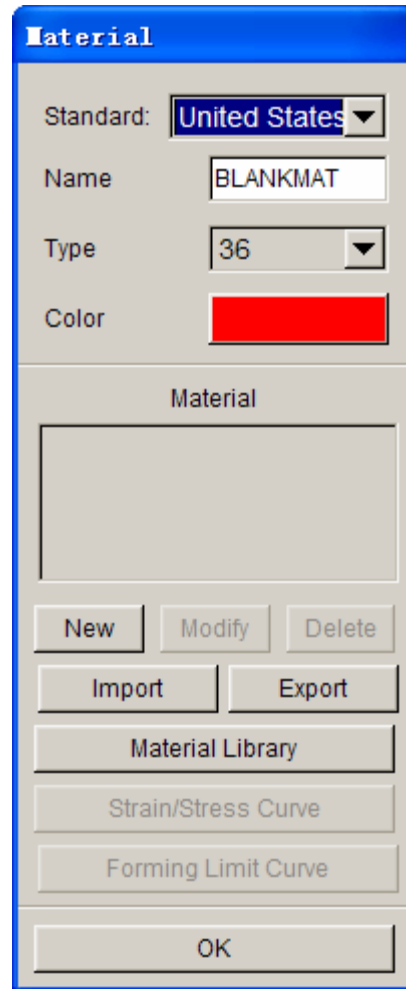 Material
Standard: United States
Name BLANKMAT
Type 36
Color
Material
New Modify Delete
Import Export
Material Library
Strain/Stress Curve
Forming Limit Curve
OK